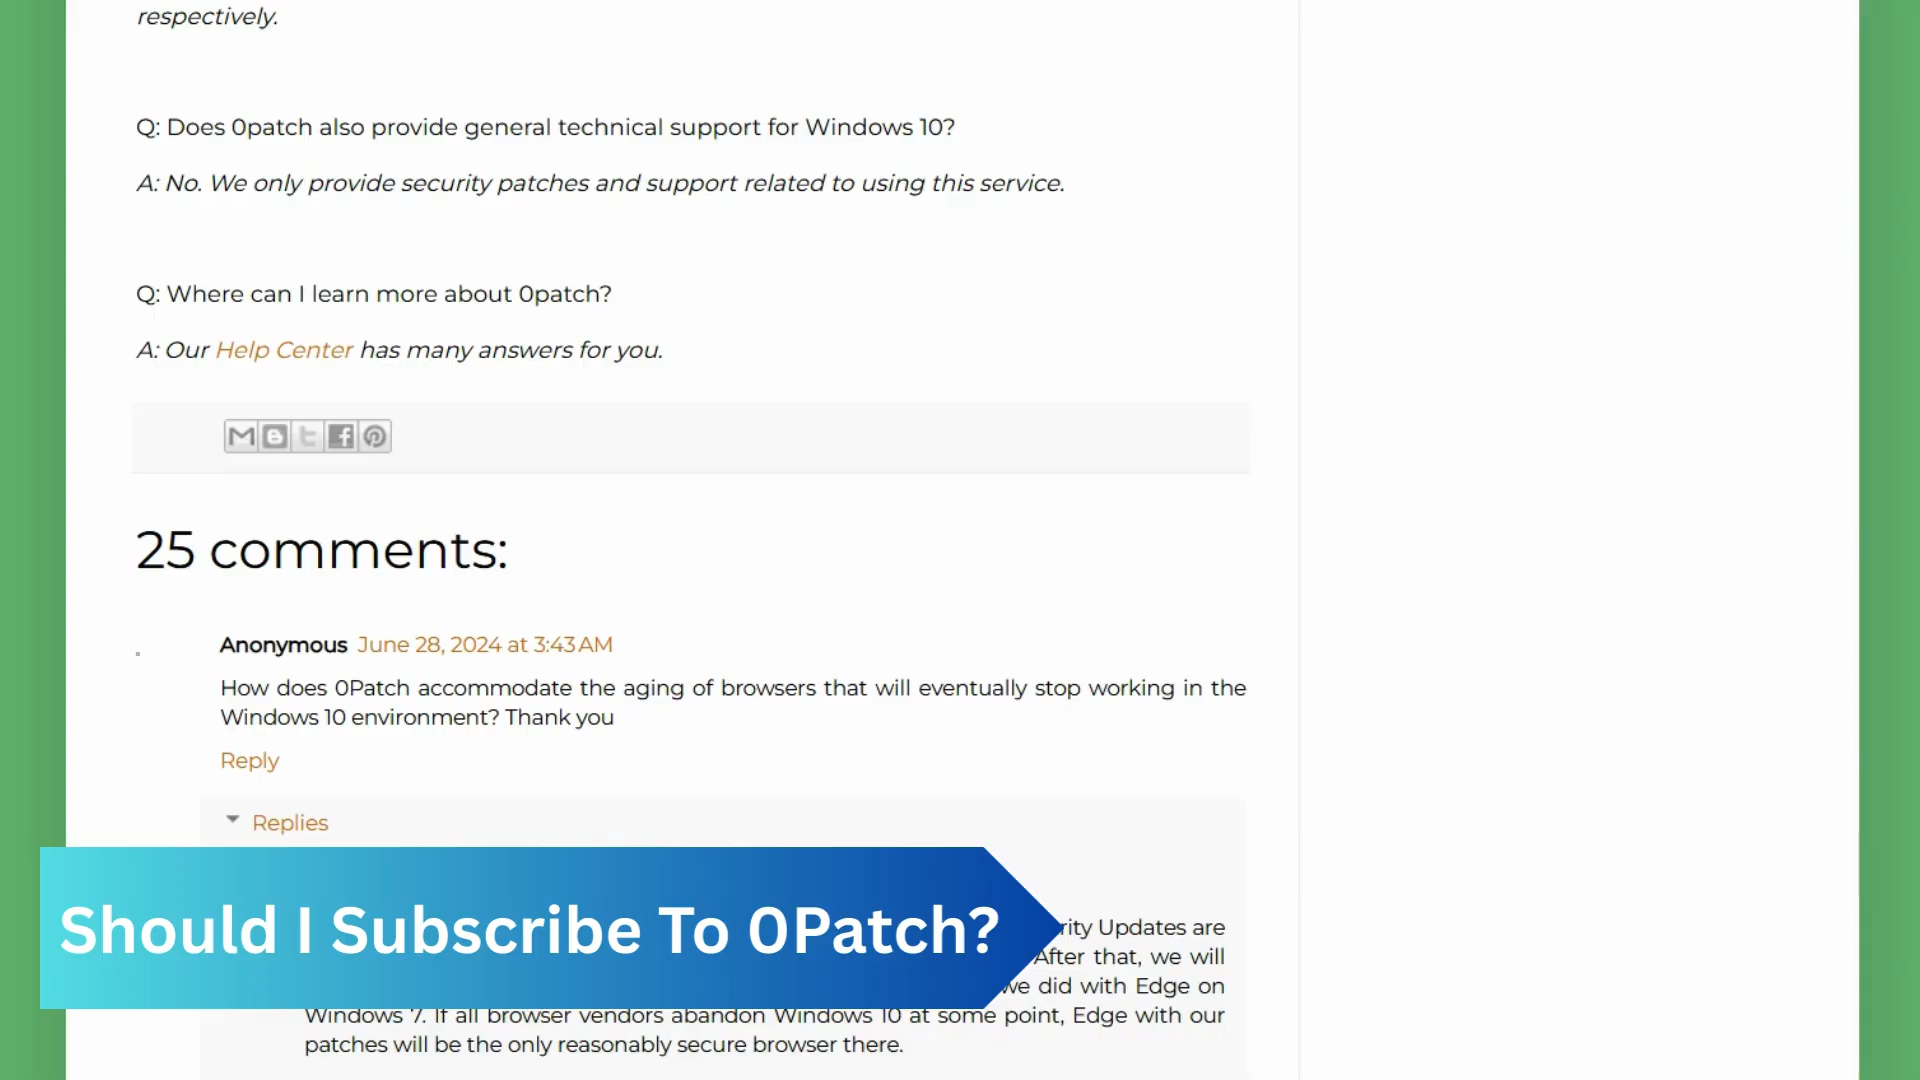 respectively.
Q: Does 0patch also provide general technical support for Windows 10?
A: No. We only provide security patches and support related to using this service.
Q: Where can I learn more about 0patch?
A: Our Help Center has many answers for you.
25 comments:
Anonymous June 28, 2024 at 3:43 AM
How does 0Patch accommodate the aging of browsers that will eventually stop working in the
Windows 10 environment? Thank you
Reply
Replies
Should I Subscribe To 0Patch?
Updates are
After that, we will
we did with Edge on
Windows 7. If all browser vendors abandon Windows 10 at some point, Edge with our
patches will be the only reasonably secure browser there.